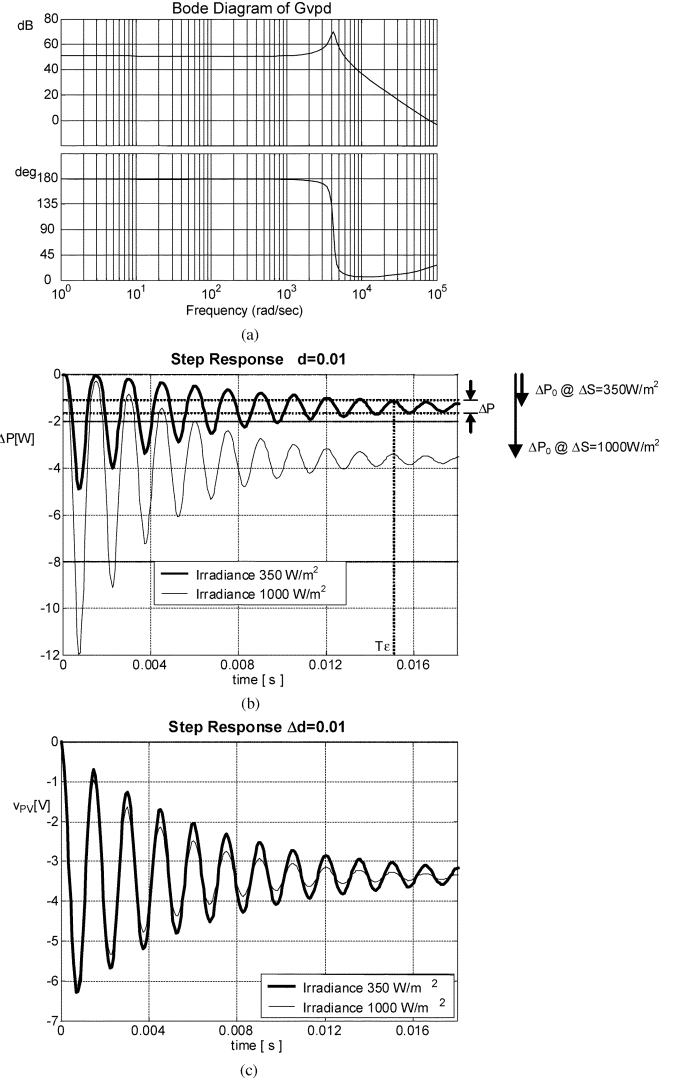 Bode Diagram of Gvpd
dB
80
60
40
20
0
deg
180
135
90
45
0
10^0 10^1 10^2 10^3 10^4 10^5
Frequency (rad/sec)
(a)
Step Response d=0.01
0
-2
-4
-6
-8
-10
-12
ΔP[W]
ΔP
ΔP₀ @ ΔS=350W/m²
ΔP₀ @ ΔS=1000W/m²
Irradiance 350 W/m²
Irradiance 1000 W/m²
Tε
0 0.004 0.008 0.012 0.016
time [ s ]
(b)
Step Response Δd=0.01
0
-1
-2
-3
-4
-5
-6
-7
vPV[V]
Irradiance 350 W/m ²
Irradiance 1000 W/m ²
0 0.004 0.008 0.012 0.016
time [ s ]
(c)